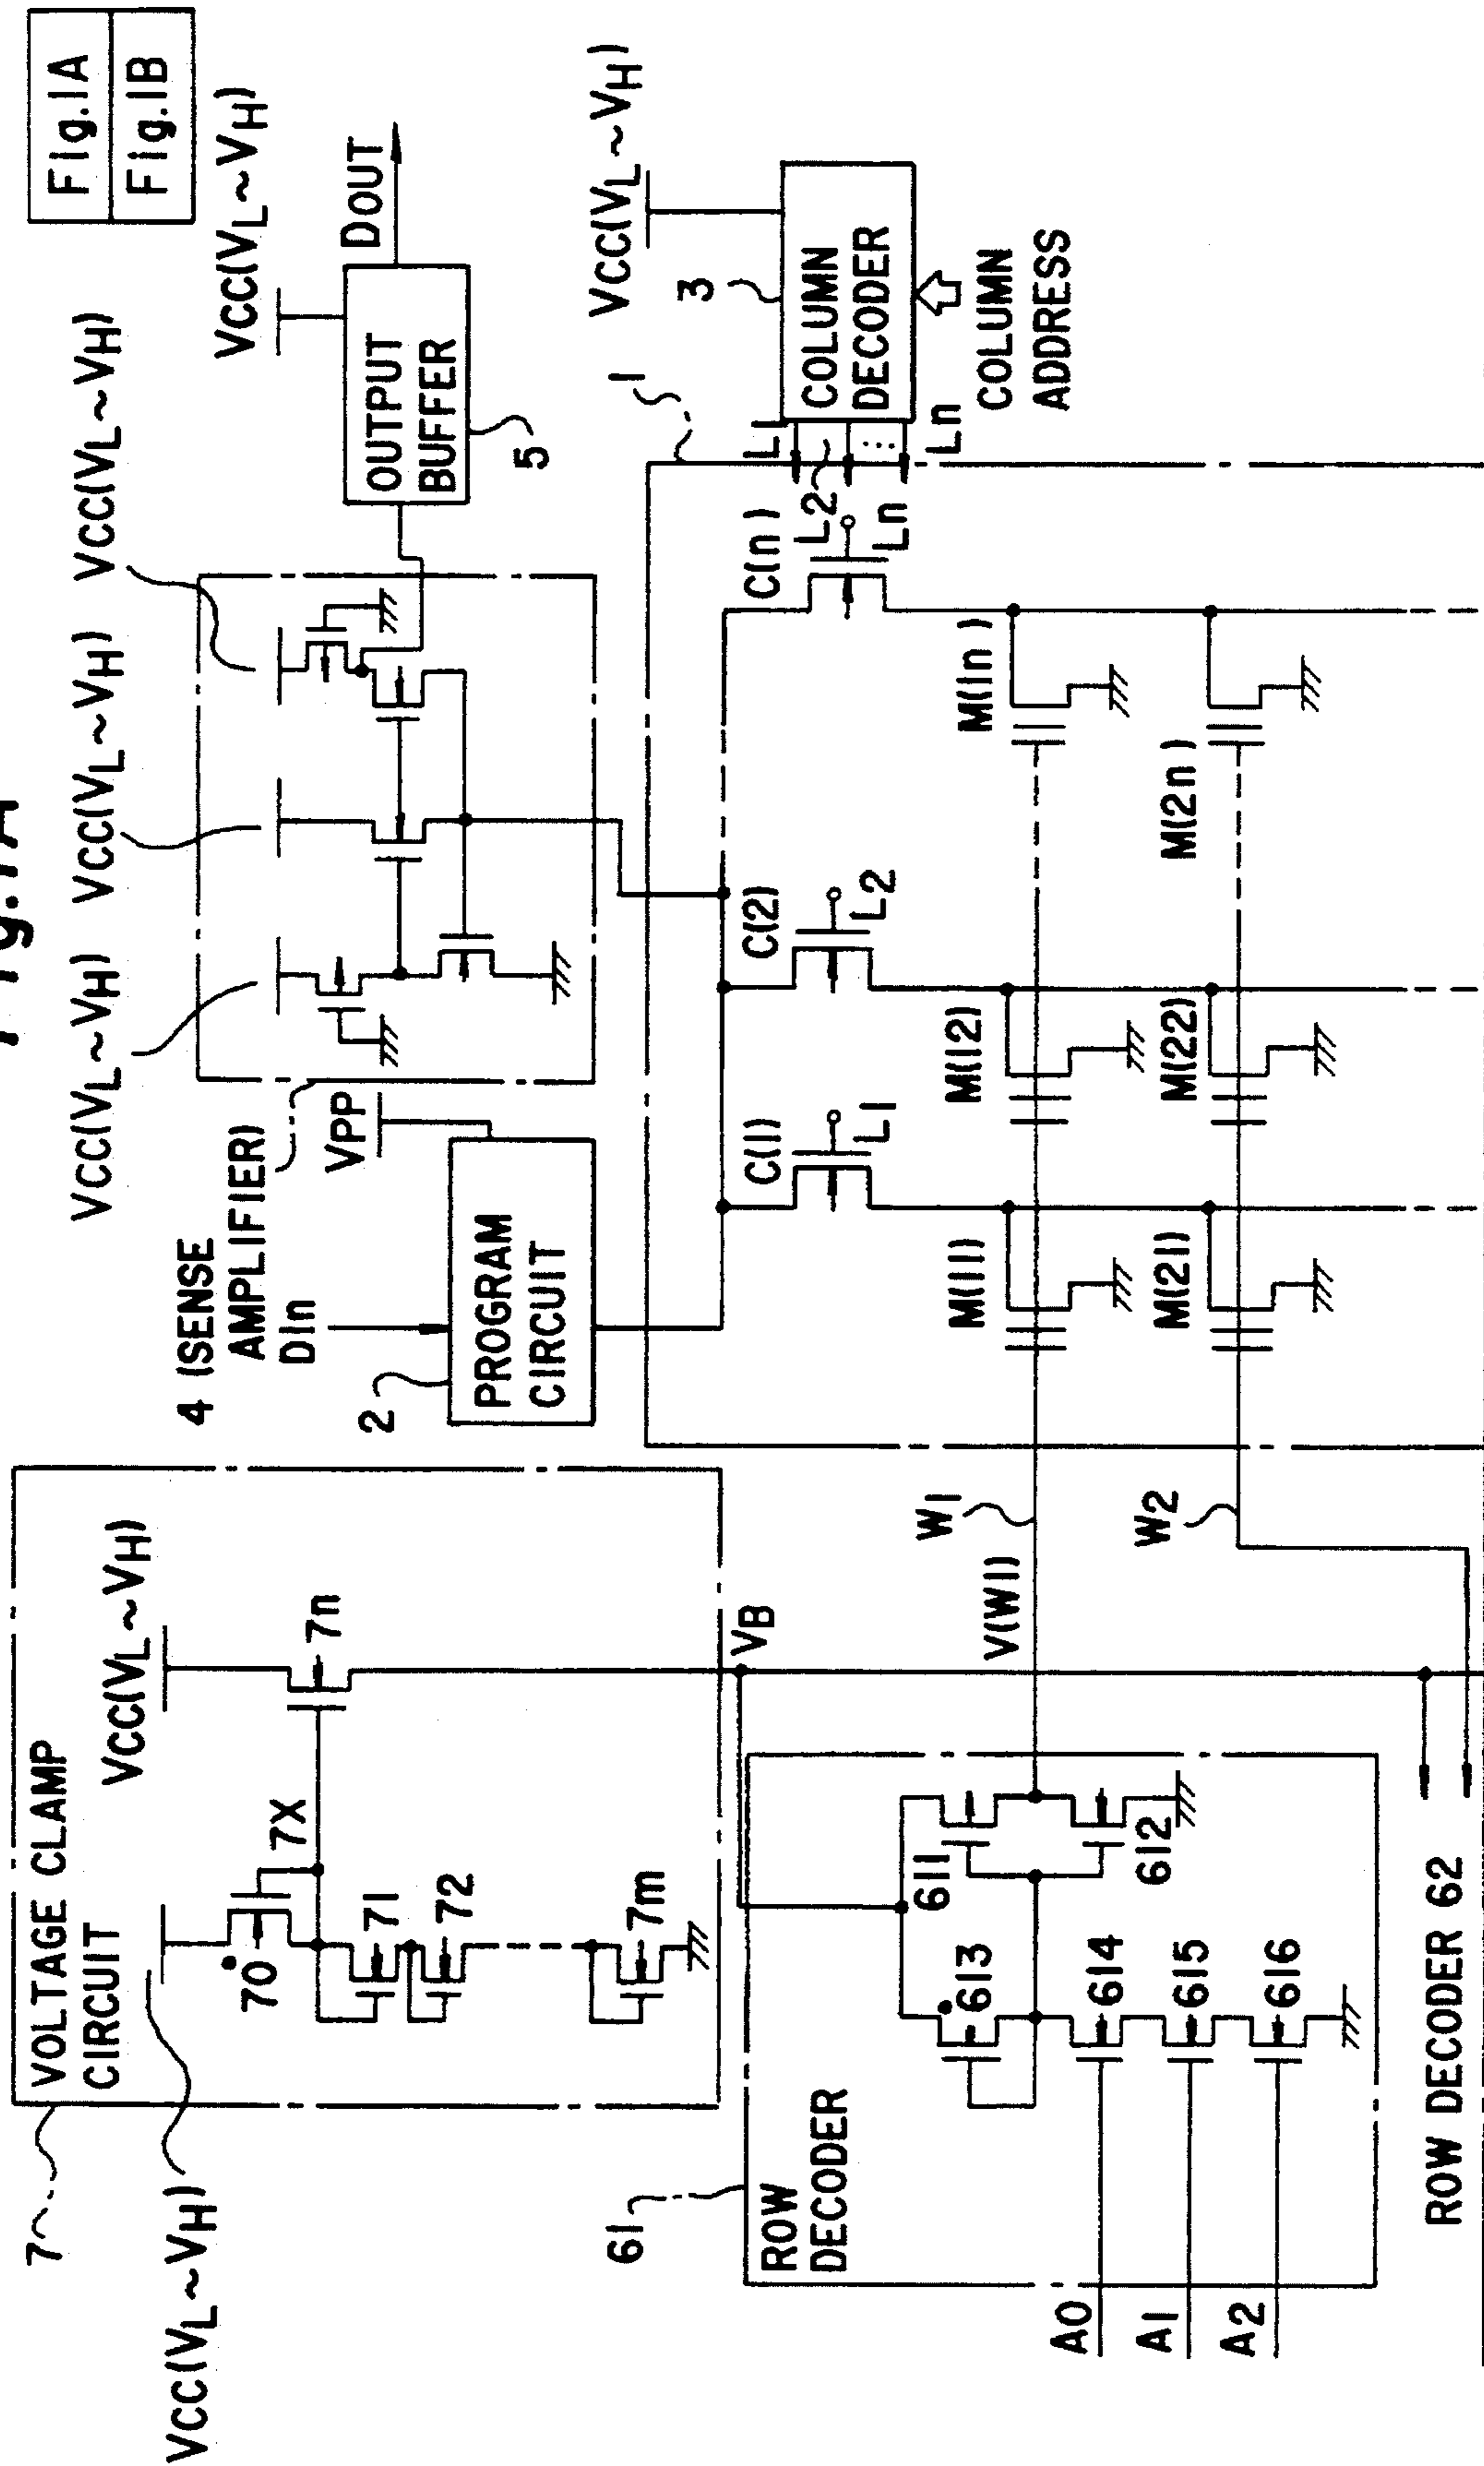 Fig.1A
Fig.1A
Fig.1B
VCC(VL~VH)
VCC(VL~VH)
VCC(VL~VH)
VCC(VL~VH)
DOUT
OUTPUT
BUFFER
5
4 (SENSE
AMPLIFIER)
DIn
VPP
2
PROGRAM
CIRCUIT
7
VOLTAGE CLAMP
CIRCUIT
VCC(VL~VH)
VCC(VL~VH)
70
7X
7n
71
72
7m
VB
1
VCC(VL~VH)
3
COLUMN
DECODER
COLUMN
ADDRESS
L1
L2
Ln
C(1)
L1
C(2)
L2
C(n)
Ln
M(11)
M(12)
M(1n)
M(21)
M(22)
M(2n)
V(W1)
W1
W2
61
ROW
DECODER
611
612
613
614
615
616
A0
A1
A2
ROW DECODER 62